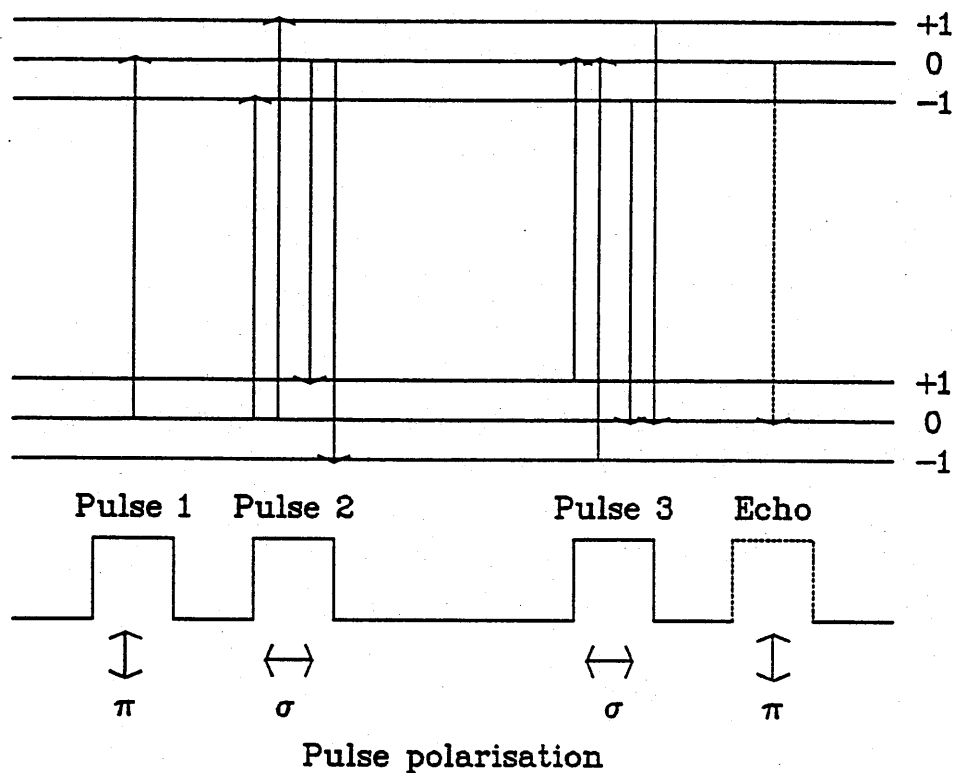 +1
0
-1
+1
0
-1
Pulse 1 Pulse 2 Pulse 3 Echo
π σ σ π
Pulse polarisation